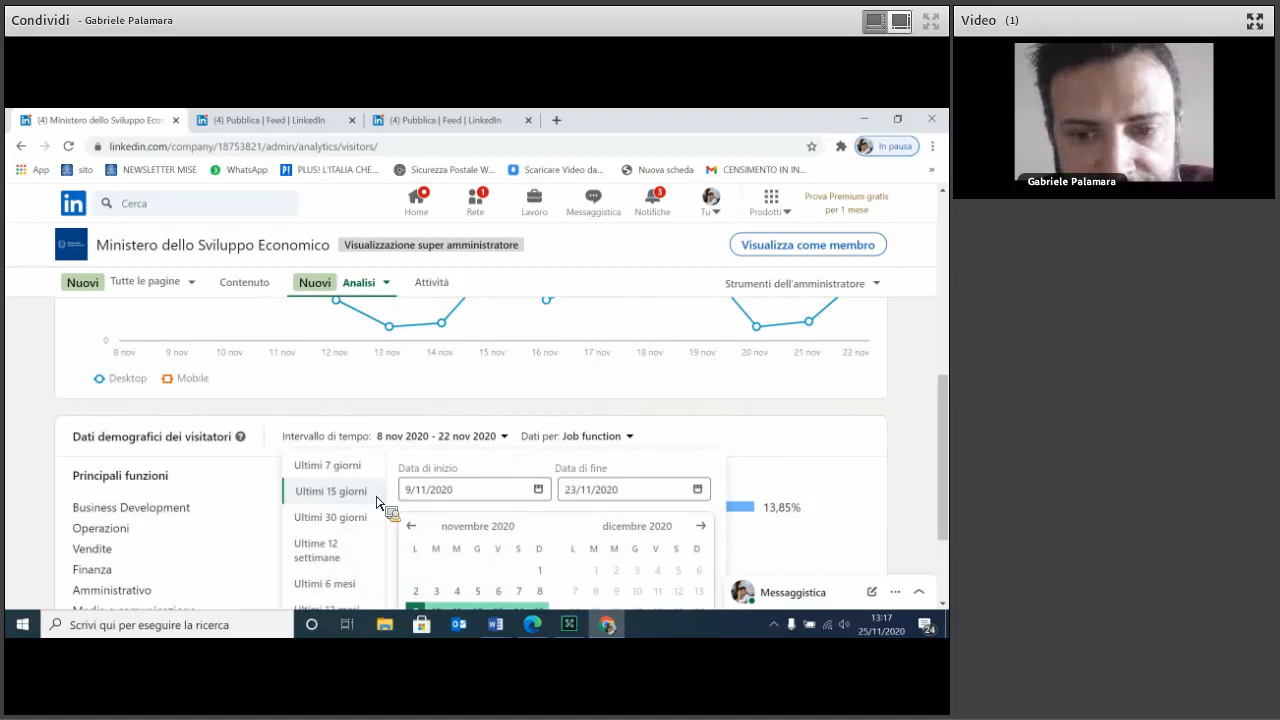 Condividi - Gabriele Palamara
Video (1)
Gabriele Palamara
(4) Ministero dello Sviluppo Econ
(4) Pubblica | Feed | LinkedIn
(4) Pubblica | Feed | LinkedIn
linkedin.com/company/18753821/admin/analytics/visitors/
In pausa
App
sito
NEWSLETTER MISE
WhatsApp
PLUS! L'ITALIA CHE...
Sicurezza Postale W...
Scaricare Video da...
Nuova scheda
CENSIMENTO IN IN...
Cerca
Home
Rete
Lavoro
Messaggistica
Notifiche
Tu
Prodotti
Prova Premium gratis
per 1 mese
1
3
Ministero dello Sviluppo Economico
Visualizzazione super amministratore
Visualizza come membro
Nuovi Tutte le pagine
Contenuto
Nuovi Analisi
Attività
Strumenti dell'amministratore
0
8 nov 9 nov 10 nov 11 nov 12 nov 13 nov 14 nov 15 nov 16 nov 17 nov 18 nov 19 nov 20 nov 21 nov 22 nov
Desktop Mobile
Dati demografici dei visitatori
Intervallo di tempo: 8 nov 2020 - 22 nov 2020
Dati per: Job function
Principali funzioni
Business Development
Operazioni
Vendite
Finanza
Amministrativo
Ultimi 7 giorni
Ultimi 15 giorni
Ultimi 30 giorni
Ultime 12
settimane
Ultimi 6 mesi
Ultimi 12 mesi
Data di inizio
9/11/2020
Data di fine
23/11/2020
novembre 2020
L M M G V S D
1
2 3 4 5 6 7 8
dicembre 2020
L M M G V S D
1 2 3 4 5 6
7 8 9 10 11 12 13
13,85%
Messaggistica
Scrivi qui per eseguire la ricerca
13:17
25/11/2020
24